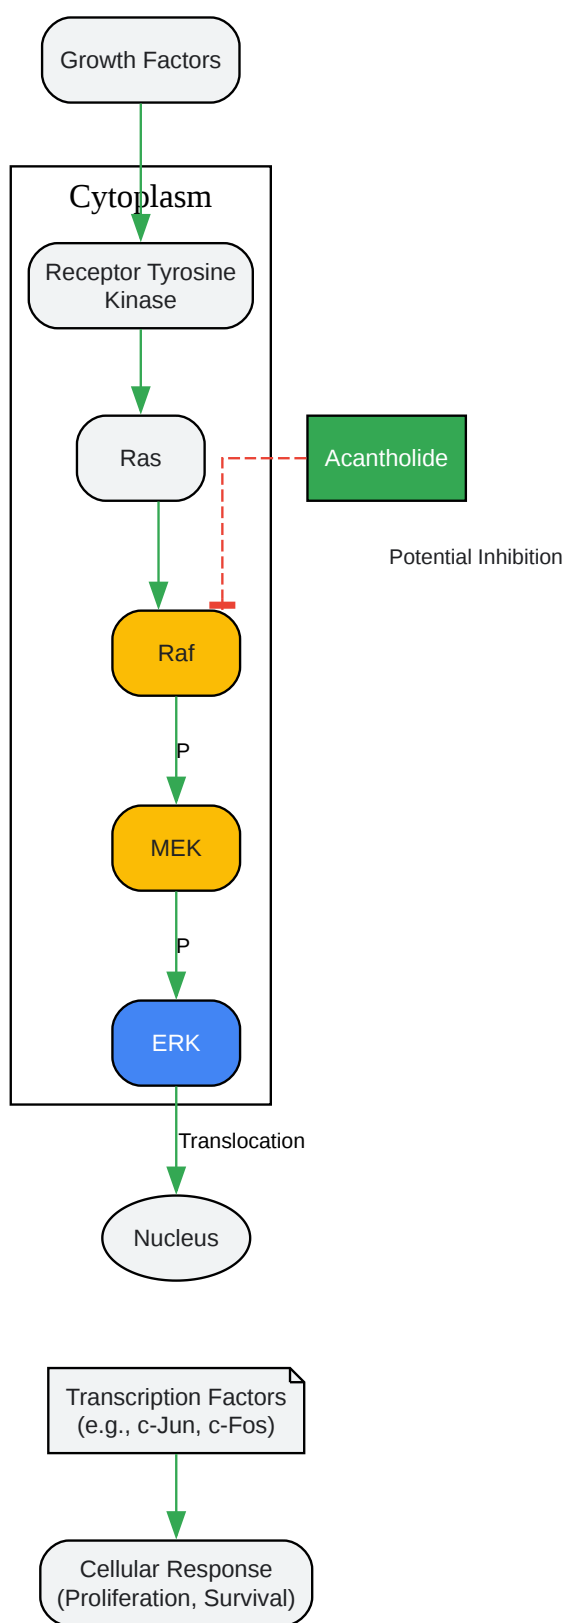 Growth Factors
Cytoplasm
Receptor Tyrosine
Kinase
Ras
Acantholide
Potential Inhibition
Raf
P
MEK
P
ERK
Translocation
Nucleus
Transcription Factors
(e.g., c-Jun, c-Fos)
Cellular Response
(Proliferation, Survival)